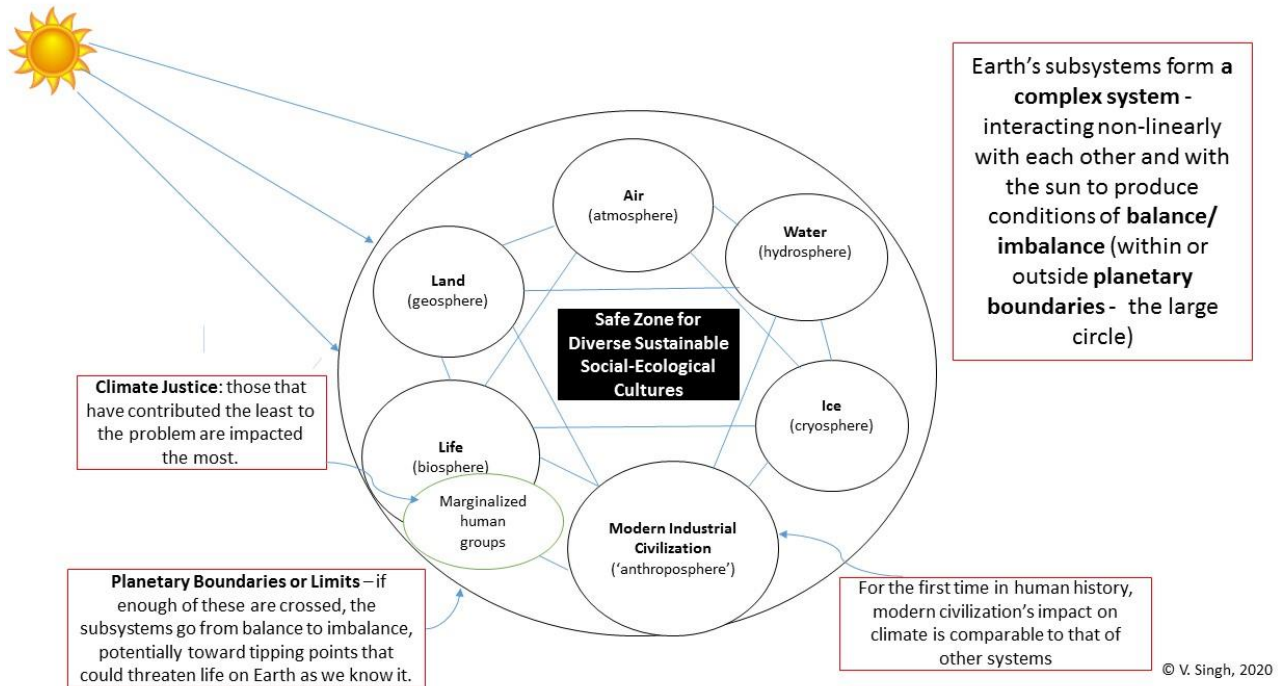 Earth’s subsystems form a
complex system -
interacting non-linearly
with each other and with
the sun to produce
conditions of balance/
imbalance (within or
outside planetary
boundaries - the large
circle)
Air
(atmosphere)
Water
(hydrosphere)
Land
(geosphere)
Safe Zone for
Diverse Sustainable
Social-Ecological
Cultures
Climate Justice: those that
have contributed the least to
the problem are impacted
the most.
Ice
(cryosphere)
Life
(biosphere)
Marginalized
human
groups
Modern Industrial
Civilization
(‘anthroposphere’)
Planetary Boundaries or Limits – if
enough of these are crossed, the
subsystems go from balance to imbalance,
potentially toward tipping points that
could threaten life on Earth as we know it.
For the first time in human history,
modern civilization’s impact on
climate is comparable to that of
other systems
© V. Singh, 2020